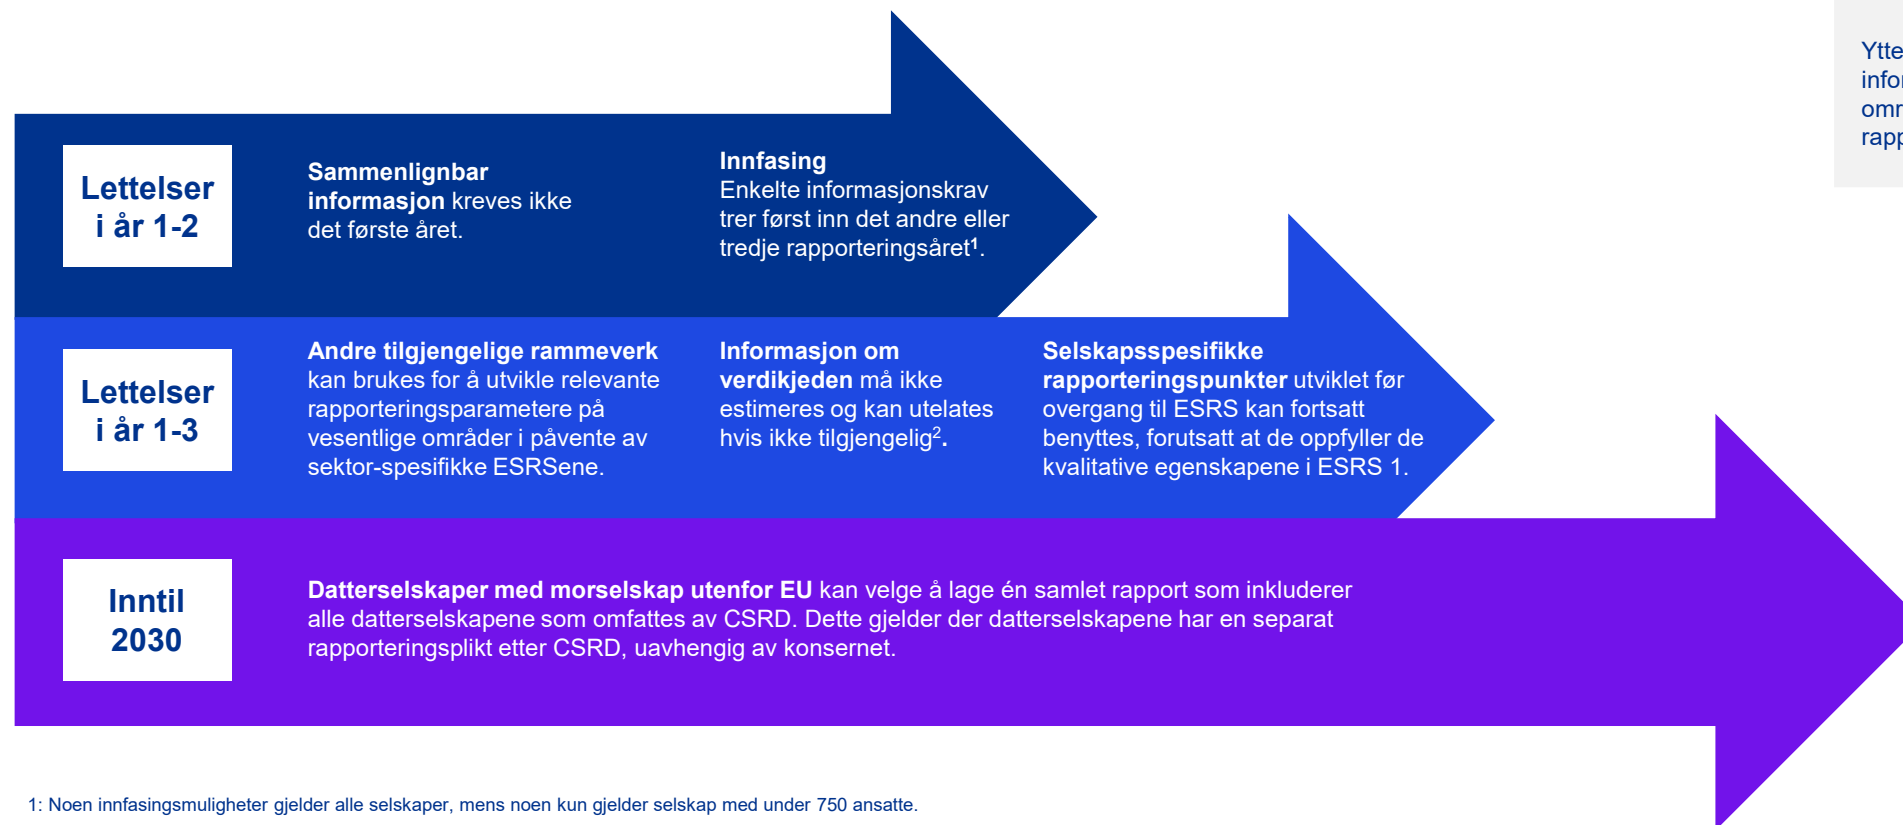 Lettelser
i år 1-2
Sammenlignbar
informasjon kreves ikke
det første året.
Innfasing
Enkelte informasjonskrav
trer først inn det andre eller
tredje rapporteringsåret¹.
Lettelser
i år 1-3
Andre tilgjengelige rammeverk
kan brukes for å utvikle relevante
rapporteringsparametere på
vesentlige områder i påvente av
sektor-spesifikke ESRSene.
Informasjon om
verdikjeden må ikke
estimeres og kan utelates
hvis ikke tilgjengelig².
Selskapsspesifikke
rapporteringspunkter utviklet før
overgang til ESRS kan fortsatt
benyttes, forutsatt at de oppfyller de
kvalitative egenskapene i ESRS 1.
Inntil
2030
Datterselskaper med morselskap utenfor EU kan velge å lage én samlet rapport som inkluderer
alle datterselskapene som omfattes av CSRD. Dette gjelder der datterselskapene har en separat
rapporteringsplikt etter CSRD, uavhengig av konsernet.
1: Noen innfasingsmuligheter gjelder alle selskaper, mens noen kun gjelder selskap med under 750 ansatte.